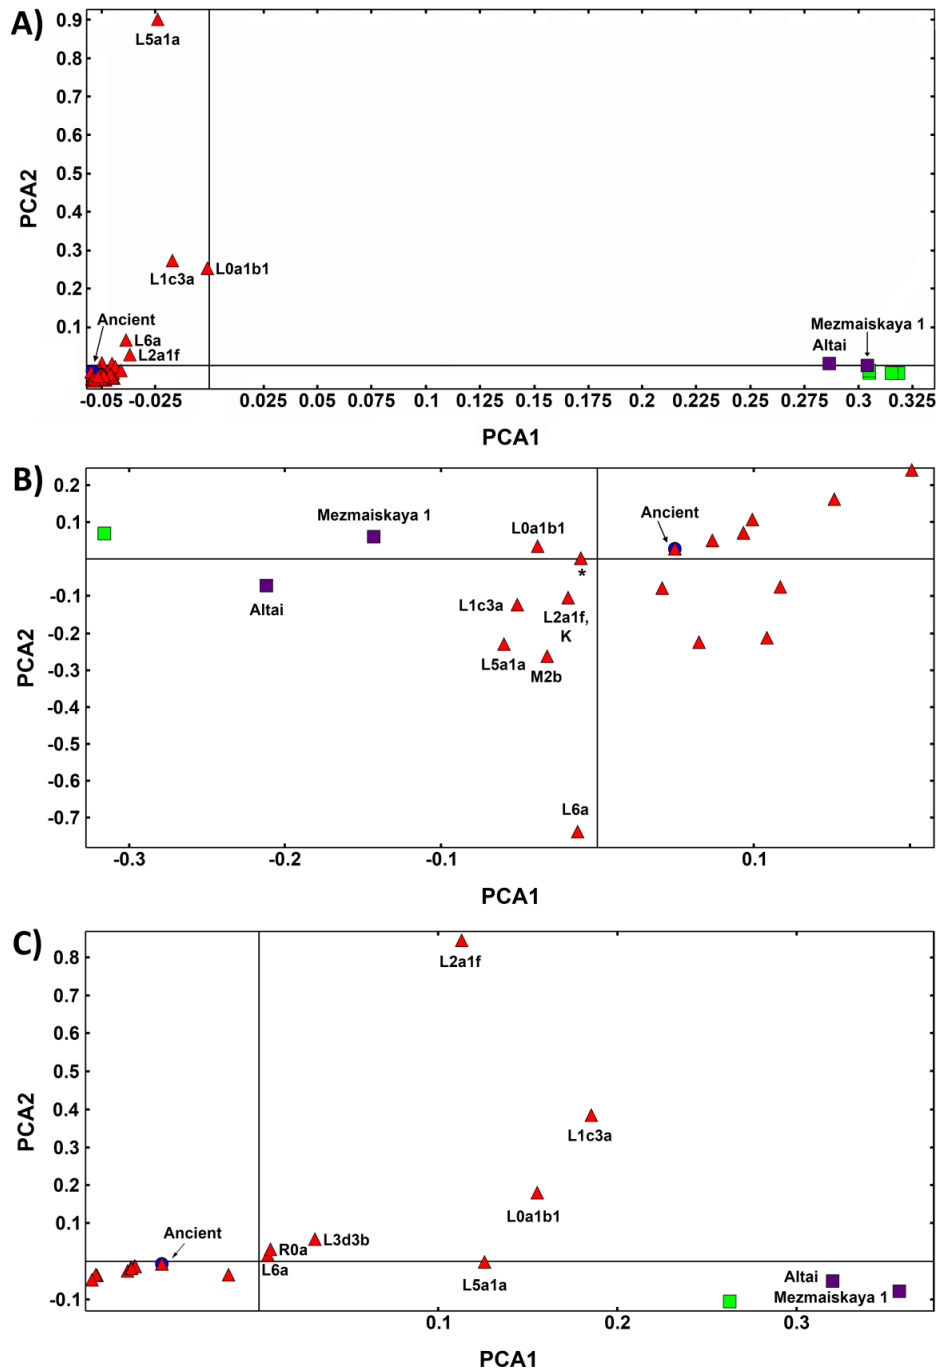 A)
0.9
L5a1a
0.8
0.7
0.6
PCA2
0.5
0.4
0.3
L1c3a
L0a1b1
0.2
Ancient
0.1
L6a
L2a1f
Mezmaiskaya 1
Altai
-0.05 -0.025 0.025 0.05 0.075 0.1 0.125 0.15 0.175 0.2 0.225 0.25 0.275 0.3 0.325
PCA1
B)
0.2
0.1
Mezmaiskaya 1
L0a1b1
Ancient
*
Altai
-0.1
L1c3a
L2a1f,
K
-0.2
L5a1a
M2b
PCA2
-0.3
-0.4
-0.5
-0.6
-0.7
L6a
-0.3 -0.2 -0.1 0.1
PCA1
C)
0.8
L2a1f
0.7
0.6
0.5
PCA2
0.4
L1c3a
0.3
0.2
L0a1b1
0.1
Ancient
L3d3b
R0a
L6a
L5a1a
Altai
Mezmaiskaya 1
-0.1
0.1 0.2 0.3
PCA1